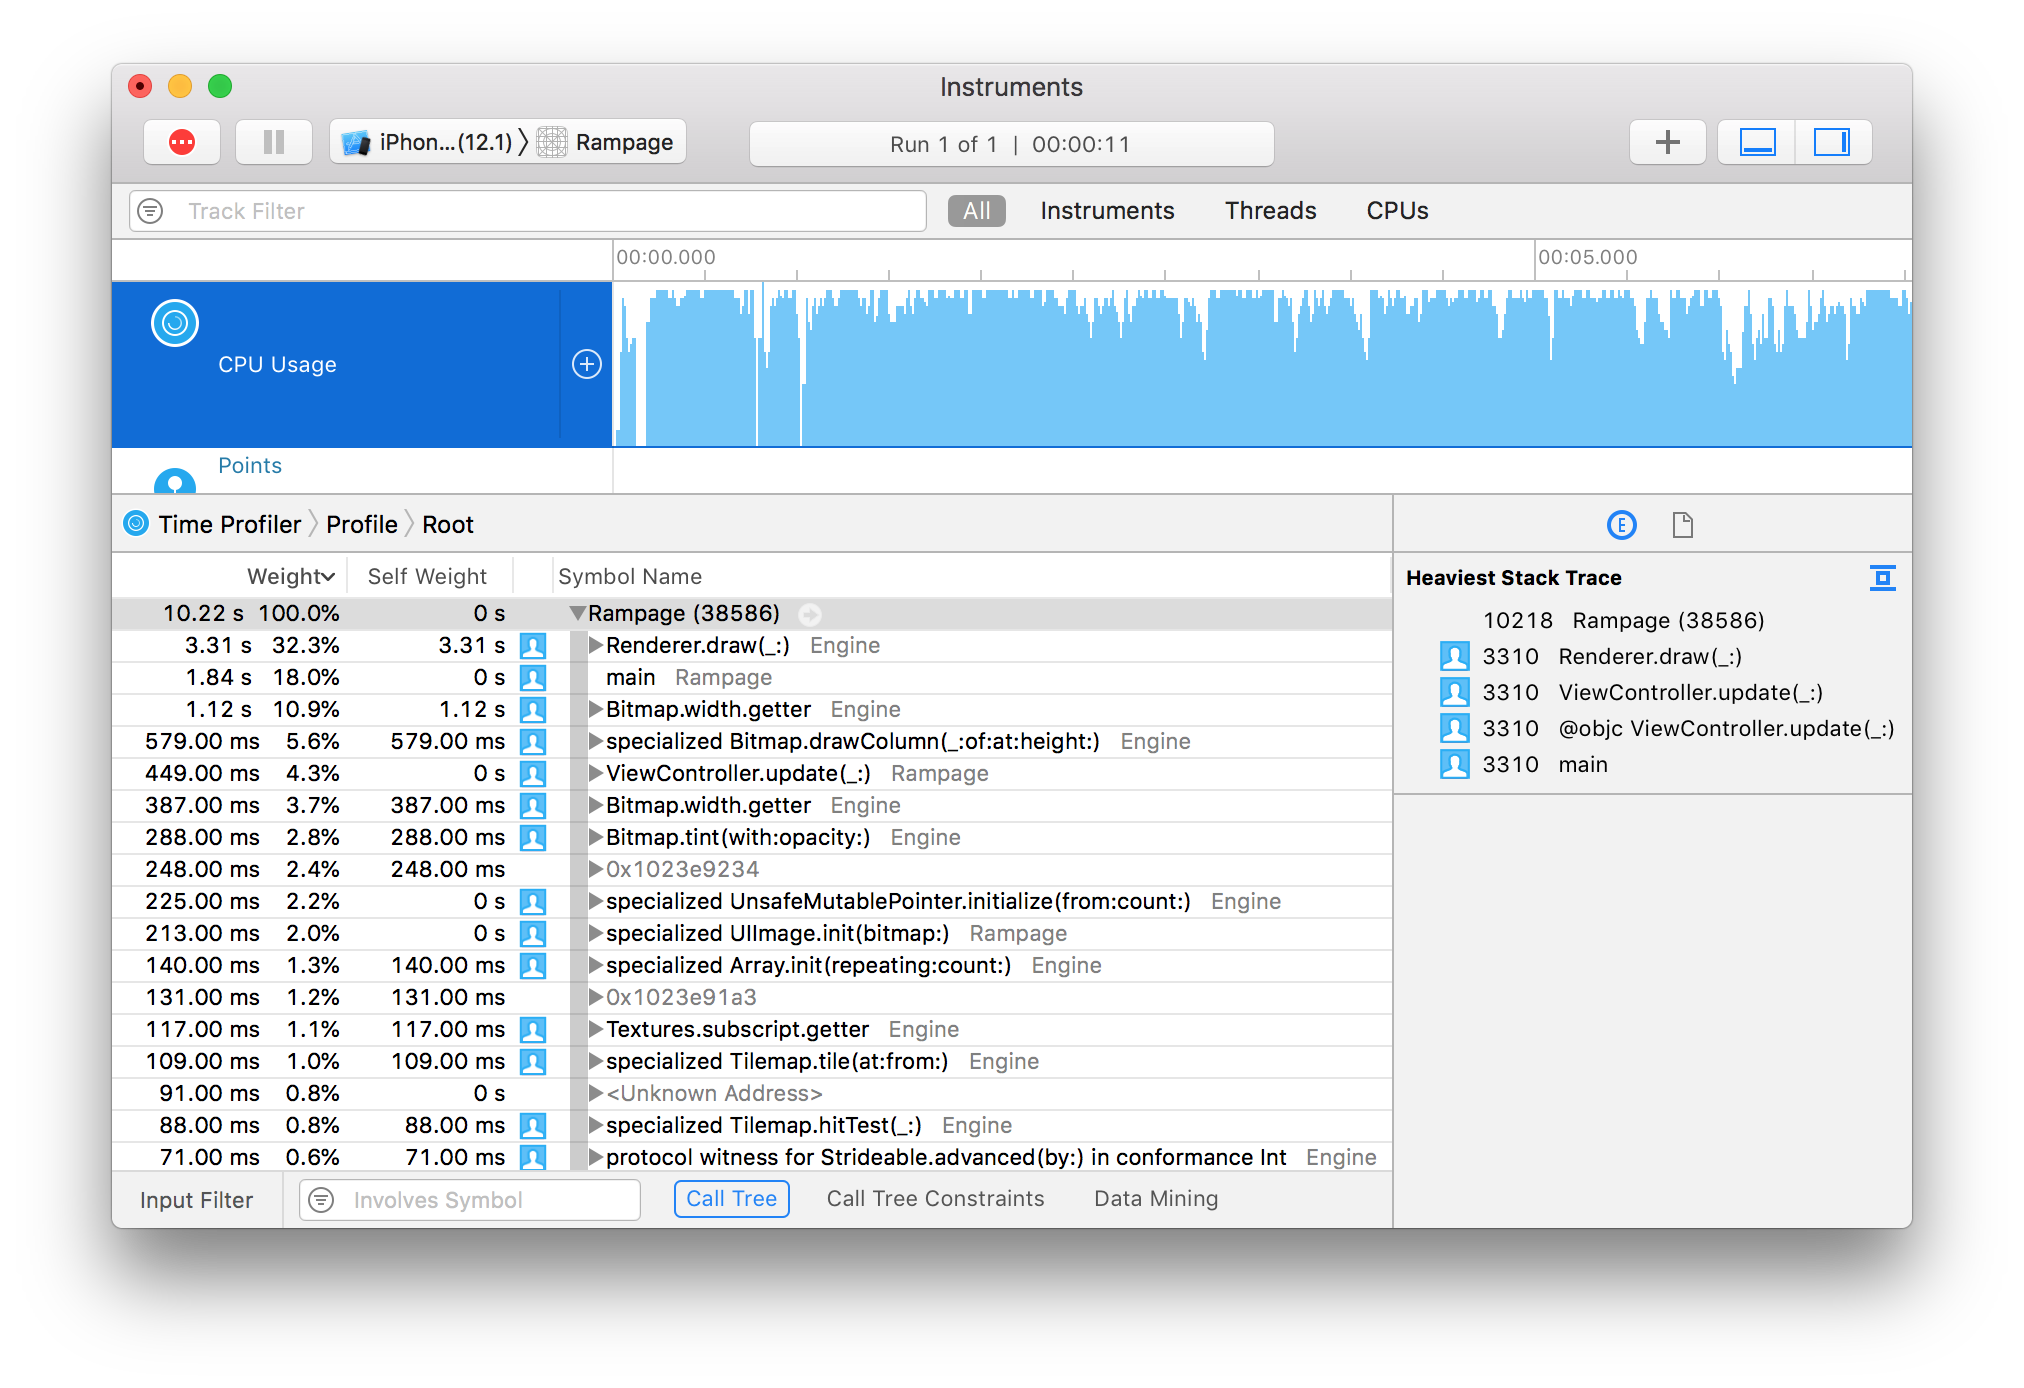 Instruments
iPhon...(12.1) Rampage
Run 1 of 1 | 00:00:11
Track Filter All Instruments Threads CPUs
00:00.000 00:05.000
CPU Usage
Points
Time Profiler Profile Root
E
Weight Self Weight Symbol Name
10.22 s 100.0% 0 s Rampage (38586)
3.31 s 32.3% 3.31 s Renderer.draw(_:) Engine
1.84 s 18.0% 0 s main Rampage
1.12 s 10.9% 1.12 s Bitmap.width.getter Engine
579.00 ms 5.6% 579.00 ms specialized Bitmap.drawColumn(_:of:at:height:) Engine
449.00 ms 4.3% 0 s ViewController.update(_:) Rampage
387.00 ms 3.7% 387.00 ms Bitmap.width.getter Engine
288.00 ms 2.8% 288.00 ms Bitmap.tint(with:opacity:) Engine
248.00 ms 2.4% 248.00 ms 0x1023e9234
225.00 ms 2.2% 0 s specialized UnsafeMutablePointer.initialize(from:count:) Engine
213.00 ms 2.0% 0 s specialized UIImage.init(bitmap:) Rampage
140.00 ms 1.3% 140.00 ms specialized Array.init(repeating:count:) Engine
131.00 ms 1.2% 131.00 ms 0x1023e91a3
117.00 ms 1.1% 117.00 ms Textures.subscript.getter Engine
109.00 ms 1.0% 109.00 ms specialized Tilemap.tile(at:from:) Engine
91.00 ms 0.8% 0 s <Unknown Address>
88.00 ms 0.8% 88.00 ms specialized Tilemap.hitTest(_:) Engine
71.00 ms 0.6% 71.00 ms protocol witness for Strideable.advanced(by:) in conformance Int Engine
Heaviest Stack Trace
10218 Rampage (38586)
3310 Renderer.draw(_:)
3310 ViewController.update(_:)
3310 @objc ViewController.update(_:)
3310 main
Input Filter Involves Symbol Call Tree Call Tree Constraints Data Mining